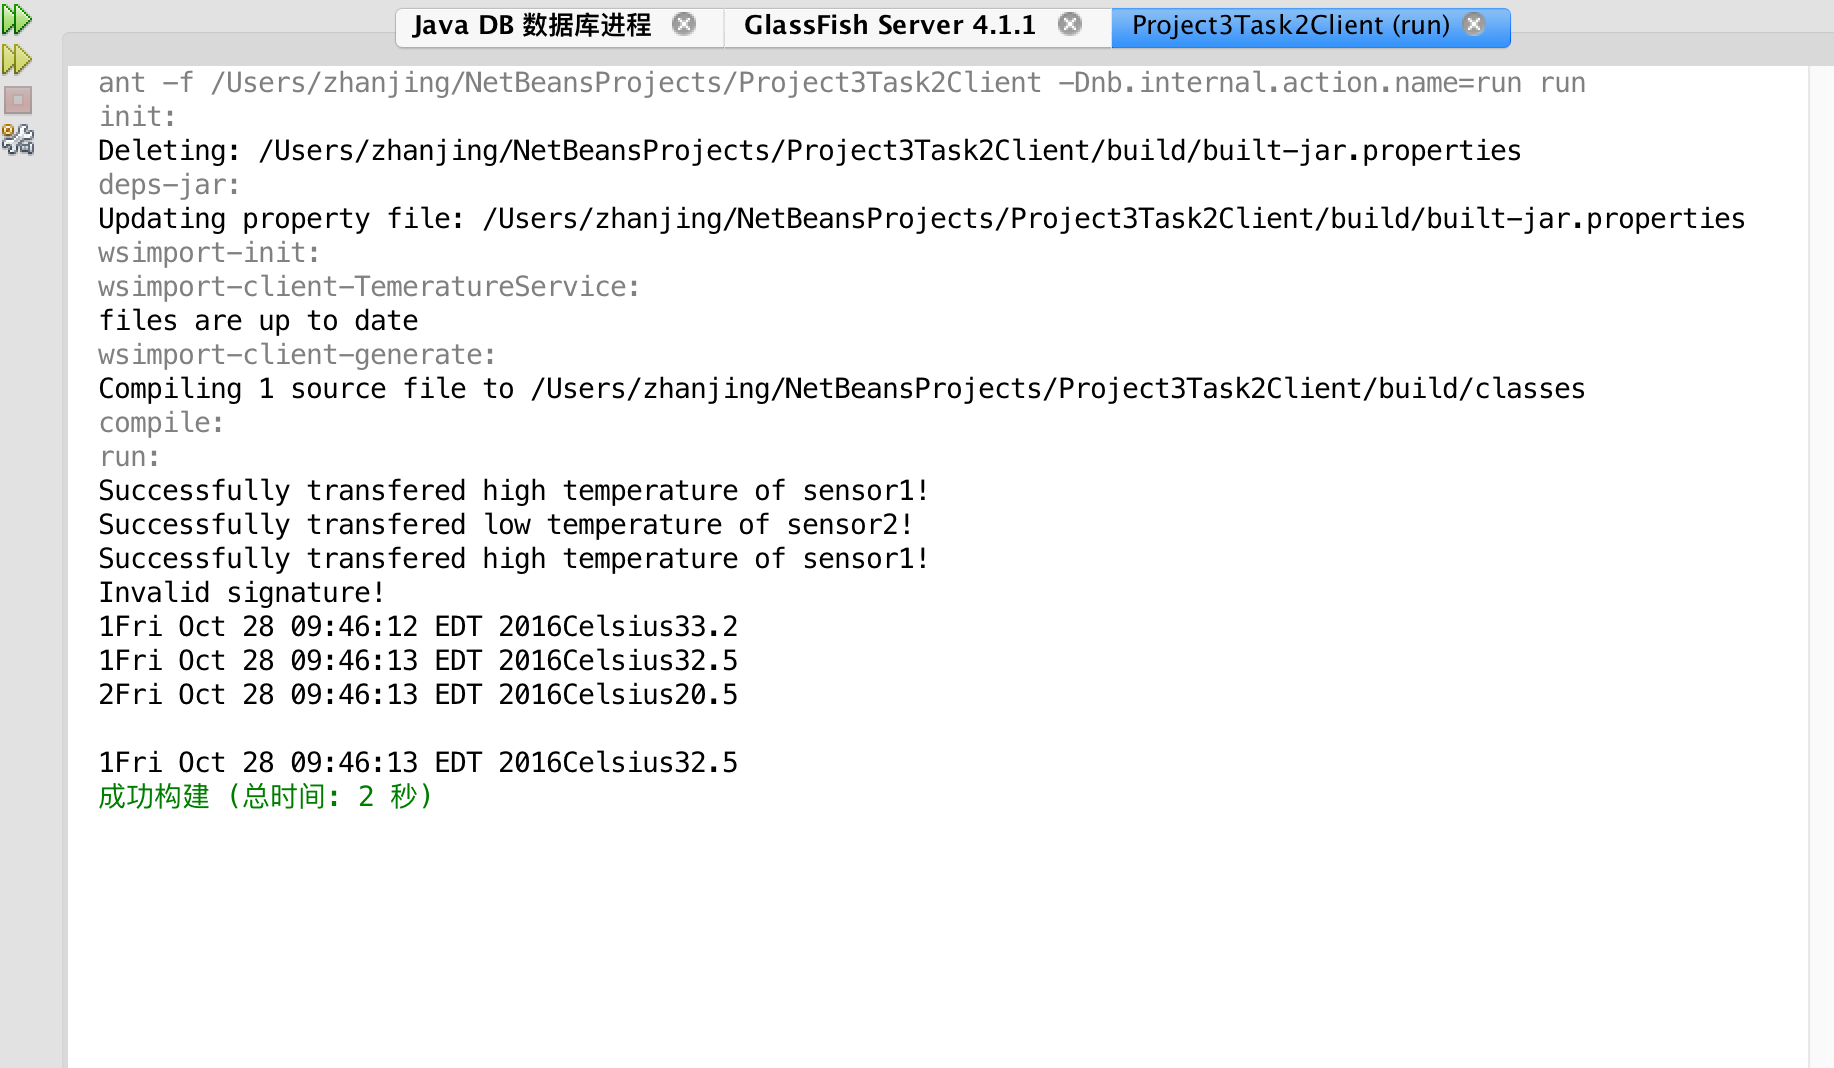 Java DB 数据库进程 GlassFish Server 4.1.1 Project3Task2Client (run)
ant -f /Users/zhanjing/NetBeansProjects/Project3Task2Client -Dnb.internal.action.name=run run
init:
Deleting: /Users/zhanjing/NetBeansProjects/Project3Task2Client/build/built-jar.properties
deps-jar:
Updating property file: /Users/zhanjing/NetBeansProjects/Project3Task2Client/build/built-jar.properties
wsimport-init:
wsimport-client-TemeratureService:
files are up to date
wsimport-client-generate:
Compiling 1 source file to /Users/zhanjing/NetBeansProjects/Project3Task2Client/build/classes
compile:
run:
Successfully transfered high temperature of sensor1!
Successfully transfered low temperature of sensor2!
Successfully transfered high temperature of sensor1!
Invalid signature!
1Fri Oct 28 09:46:12 EDT 2016Celsius33.2
1Fri Oct 28 09:46:13 EDT 2016Celsius32.5
2Fri Oct 28 09:46:13 EDT 2016Celsius20.5
1Fri Oct 28 09:46:13 EDT 2016Celsius32.5
成功构建 (总时间: 2 秒)